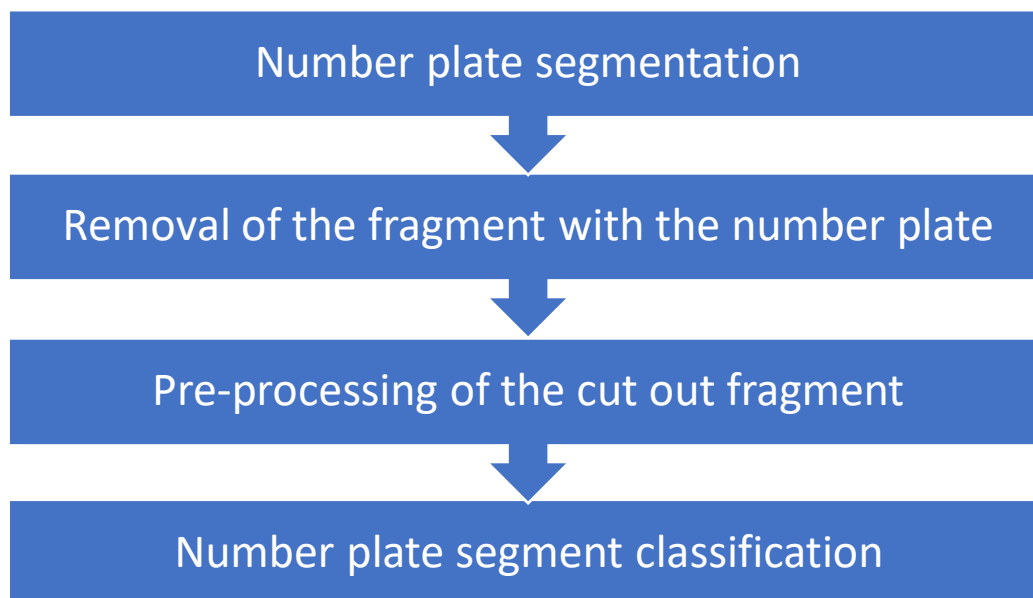 Number plate segmentation
Removal of the fragment with the number plate
Pre-processing of the cut out fragment
Number plate segment classification